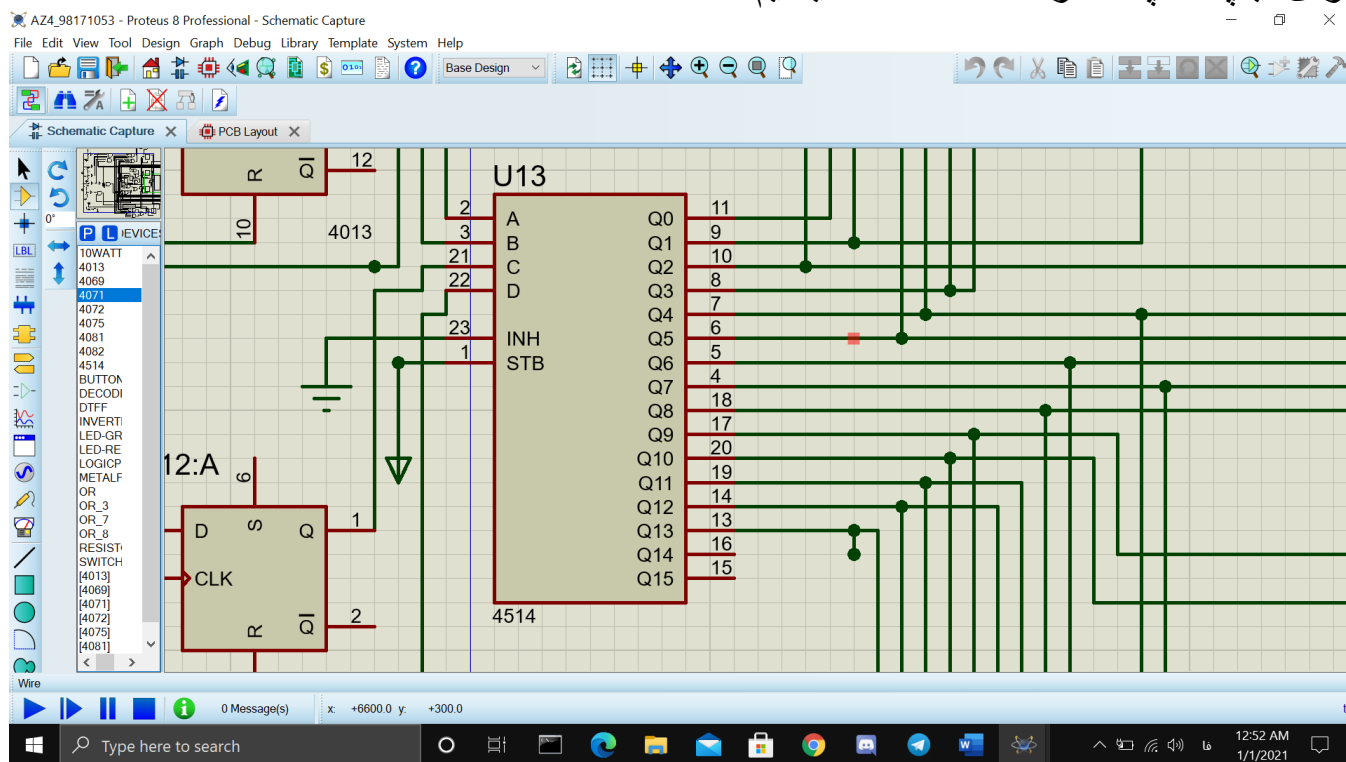 AZ4_98171053 - Proteus 8 Professional - Schematic Capture
File Edit View Tool Design Graph Debug Library Template System Help
Base Design
Schematic Capture
PCB Layout
0°
P L DEVICES
LBL
10WATT
4013
4069
4071
4072
4075
4081
4082
4514
BUTTON
DECODI
DTFF
INVERTI
LED-GR
LED-RE
LOGICP
METALF
OR
OR_3
OR_7
OR_8
RESISTI
SWITCH
[4013]
[4069]
[4071]
[4072]
[4075]
[4081]
R
Q
12
10
4013
U13
2 A
3 B
21 C
22 D
23 INH
1 STB
Q0 11
Q1 9
Q2 10
Q3 8
Q4 7
Q5 6
Q6 5
Q7 4
Q8 18
Q9 17
Q10 20
Q11 19
Q12 14
Q13 13
Q14 16
Q15 15
4514
12:A
6
D S Q 1
CLK
R Q 2
Wire
0 Message(s)
x: +6600.0 y: +300.0
Type here to search
فا
12:52 AM
1/1/2021